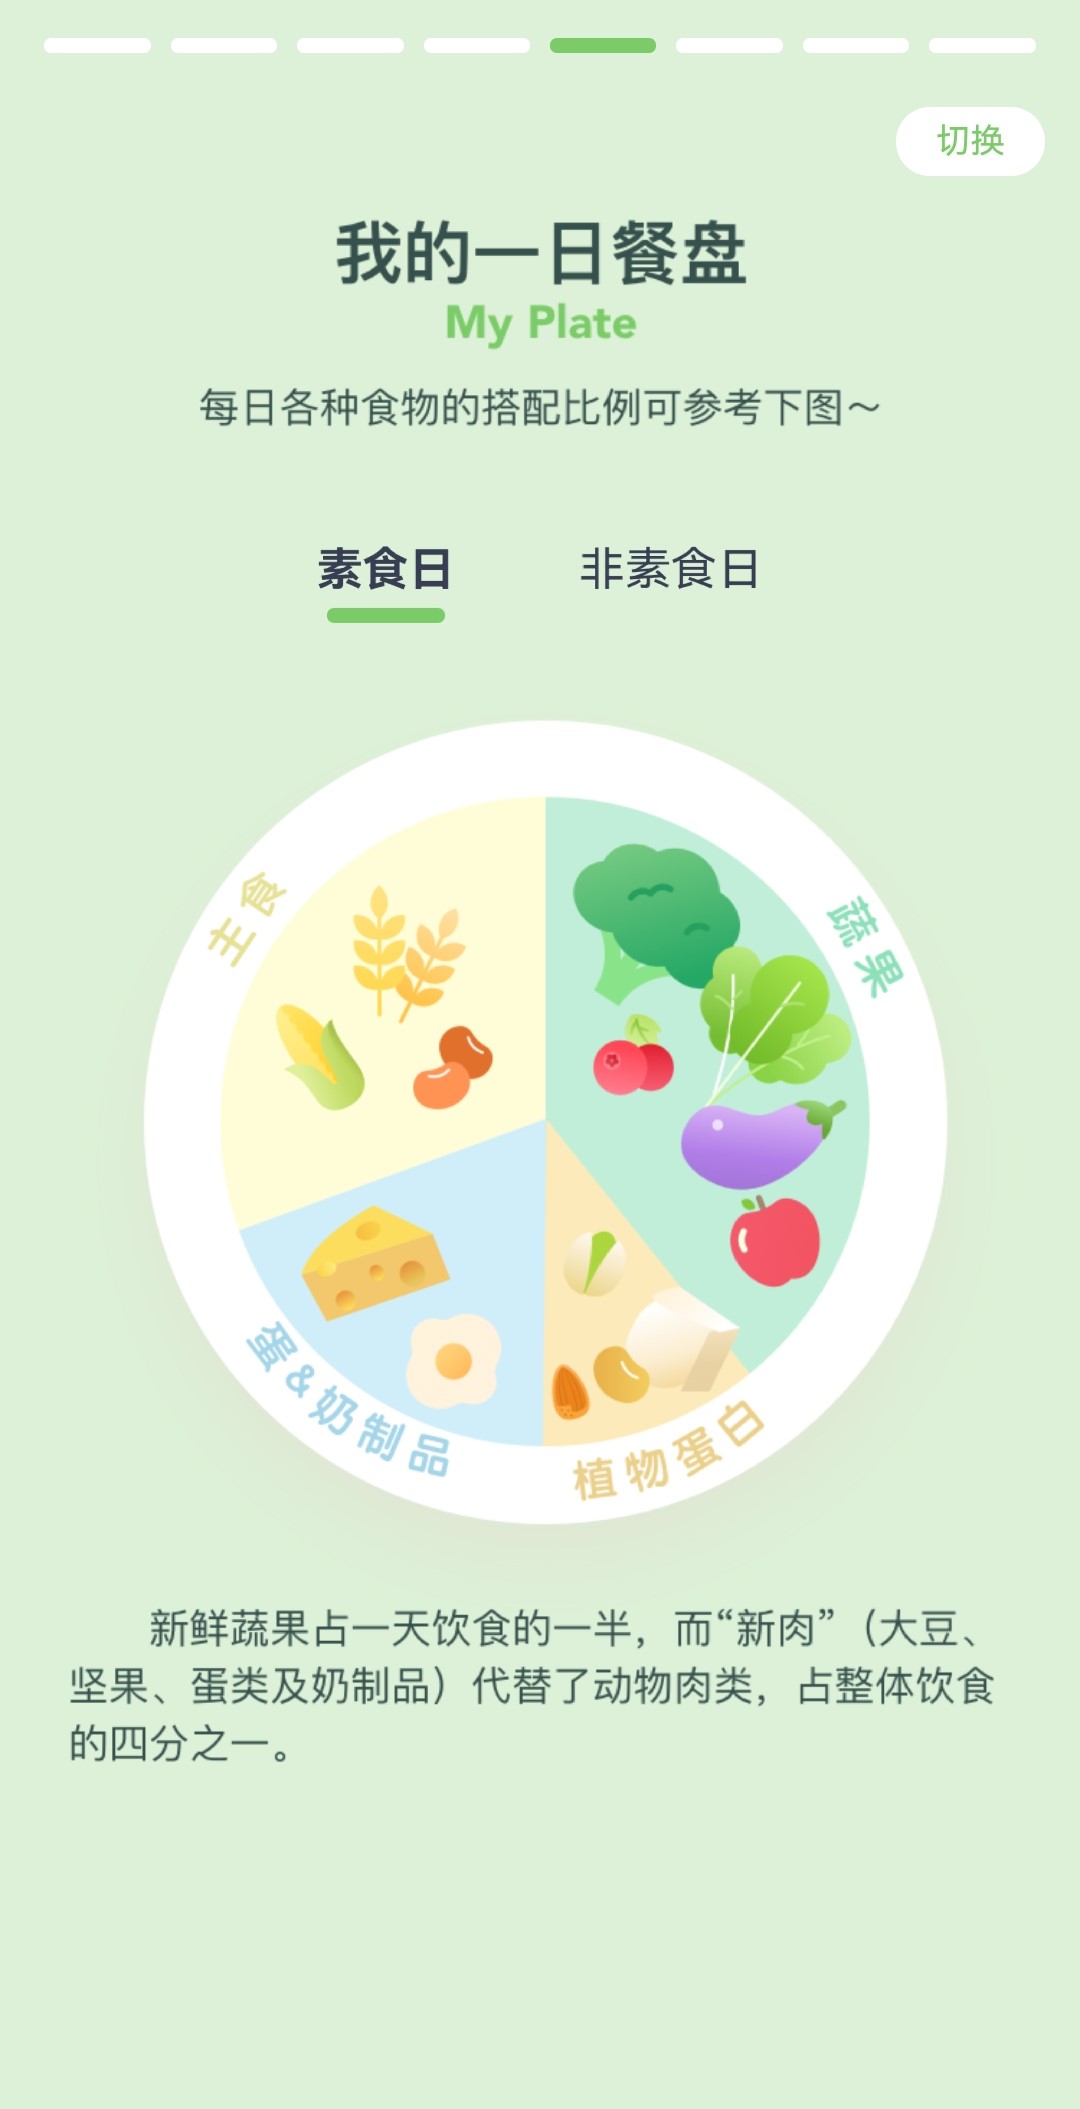 切换
我的一日餐盘
My Plate
每日各种食物的搭配比例可参考下图～
素食日
非素食日
主食
蔬果
蛋&奶制品
植物蛋白
新鲜蔬果占一天饮食的一半，而“新肉”（大豆、
坚果、蛋类及奶制品）代替了动物肉类，占整体饮食
的四分之一。